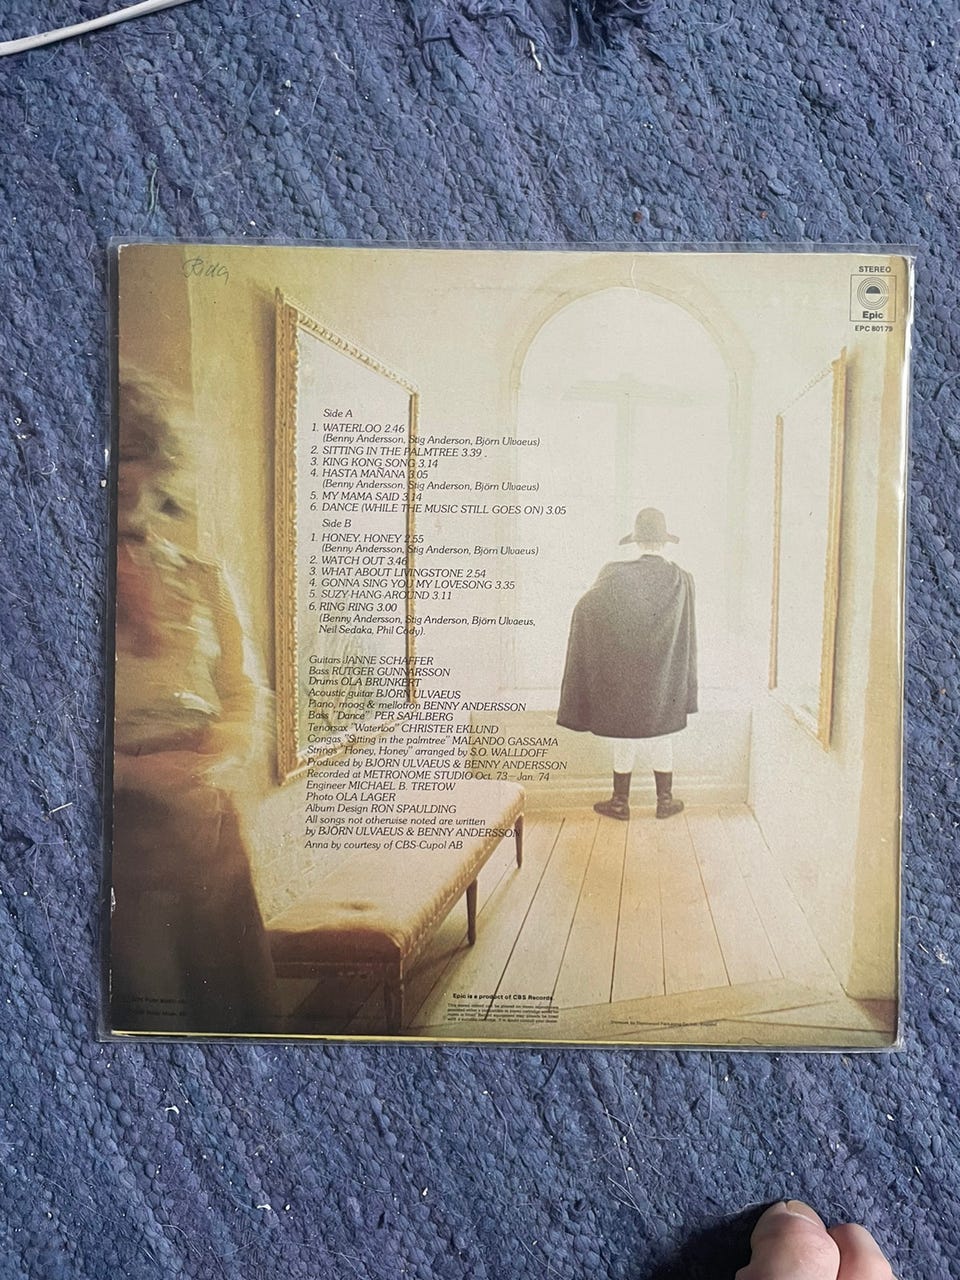 Rida
STEREO
Epic
EPC 80179
Side A
1. WATERLOO 2.46
(Benny Andersson, Stig Anderson, Björn Ulvaeus)
2. SITTING IN THE PALMTREE 3.39 .
3. KING KONG SONG 3.14
4. HASTA MAÑANA 3.05
(Benny Andersson, Stig Anderson, Björn Ulvaeus)
5. MY MAMA SAID 3.14
6. DANCE (WHILE THE MUSIC STILL GOES ON) 3.05
Side B
1. HONEY, HONEY 2.55
(Benny Andersson, Stig Anderson, Björn Ulvaeus)
2. WATCH OUT 3.46
3. WHAT ABOUT LIVINGSTONE 2.54
4. GONNA SING YOU MY LOVESONG 3.35
5. SUZY-HANG-AROUND 3.11
6. RING RING 3.00
(Benny Andersson, Stig Anderson, Björn Ulvaeus,
Neil Sedaka, Phil Cody).
Guitars JANNE SCHAFFER
Bass RUTGER GUNNARSSON
Drums OLA BRUNKERT
Acoustic guitar BJÖRN ULVAEUS
Piano, moog & mellotron BENNY ANDERSSON
Bass "Dance" PER SAHLBERG
Tenorsax "Waterloo" CHRISTER EKLUND
Congas "Sitting in the palmtree" MALANDO GASSAMA
Strings "Honey, Honey" arranged by S.O. WALLDOFF
Produced by BJÖRN ULVAEUS & BENNY ANDERSSON
Recorded at METRONOME STUDIO Oct. 73—Jan. 74
Engineer MICHAEL B. TRETOW
Photo OLA LAGER
Album Design RON SPAULDING
All songs not otherwise noted are written
by BJÖRN ULVAEUS & BENNY ANDERSSON
Anna by courtesy of CBS-Cupol AB
Epic is a product of CBS Records.